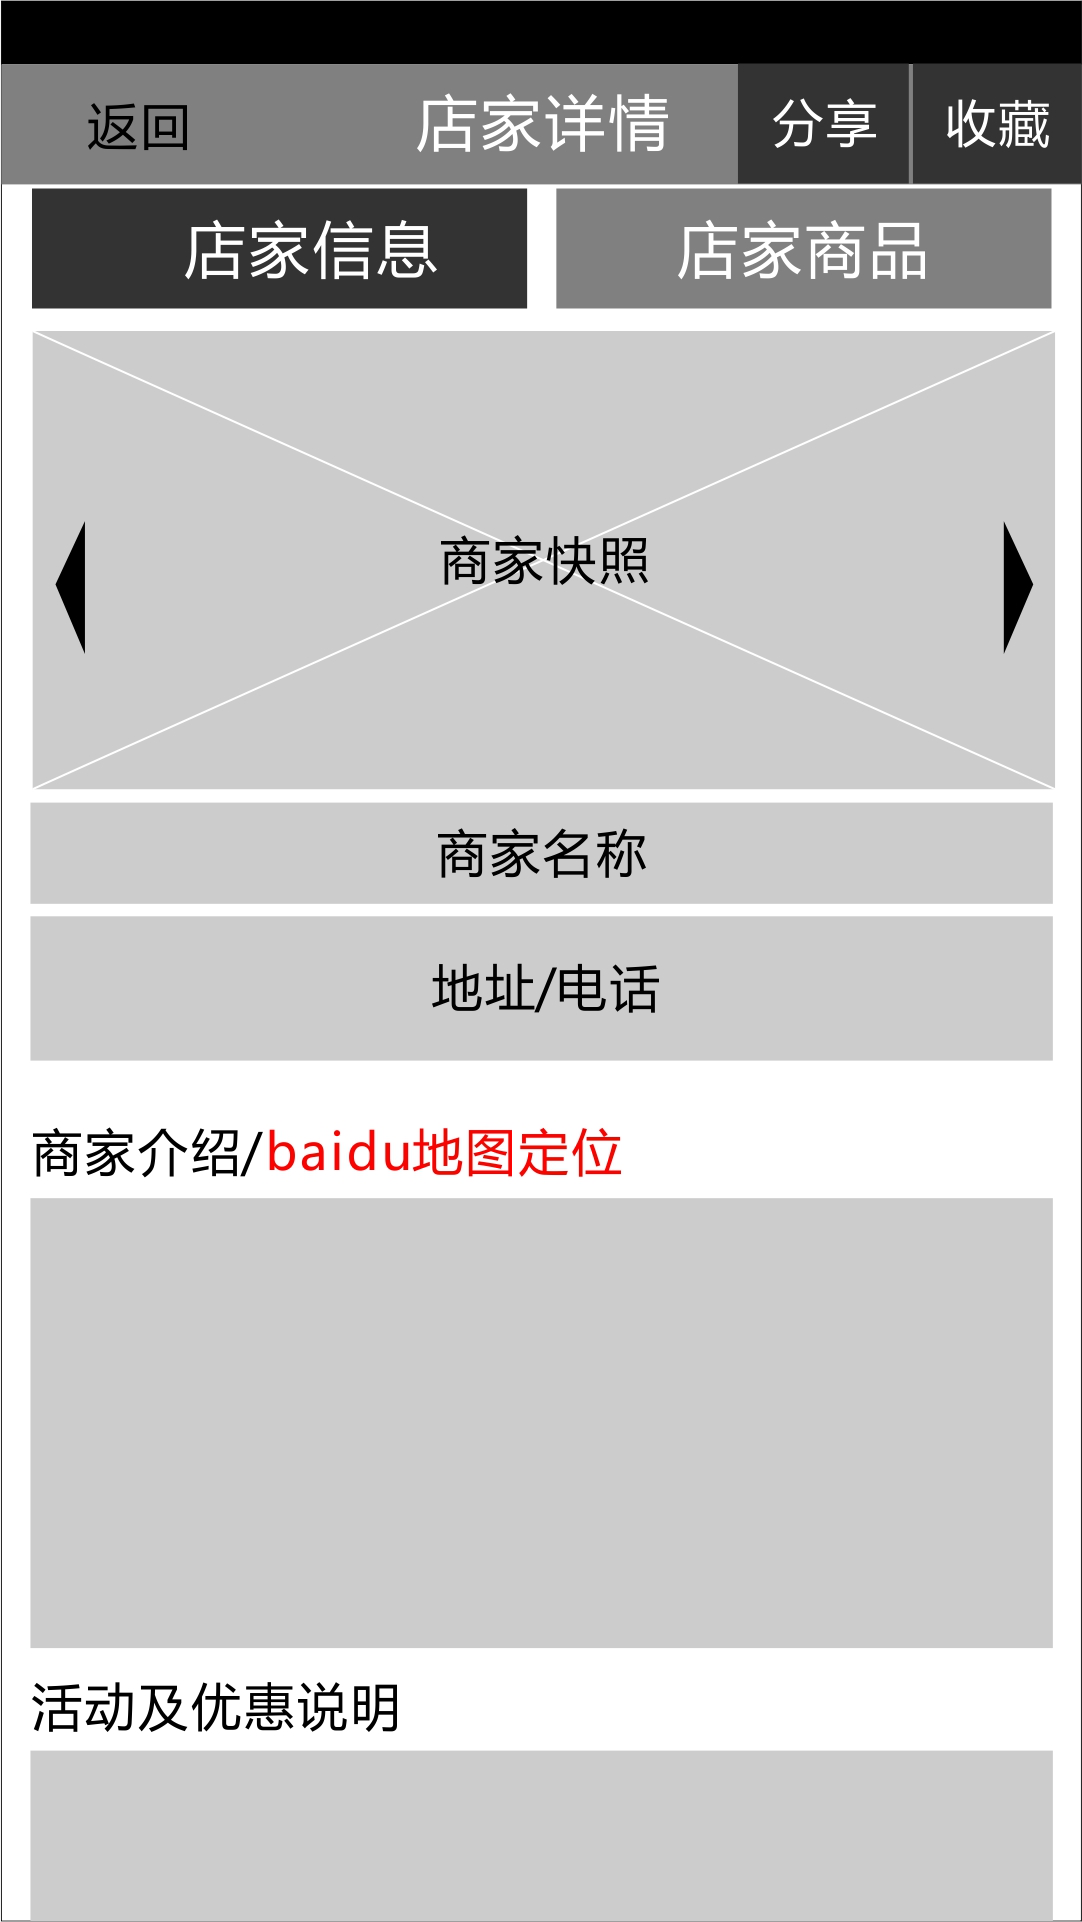 返回 店家详情 分享 收藏
店家信息 店家商品
商家快照
商家名称
地址/电话
商家介绍/baidu地图定位
活动及优惠说明